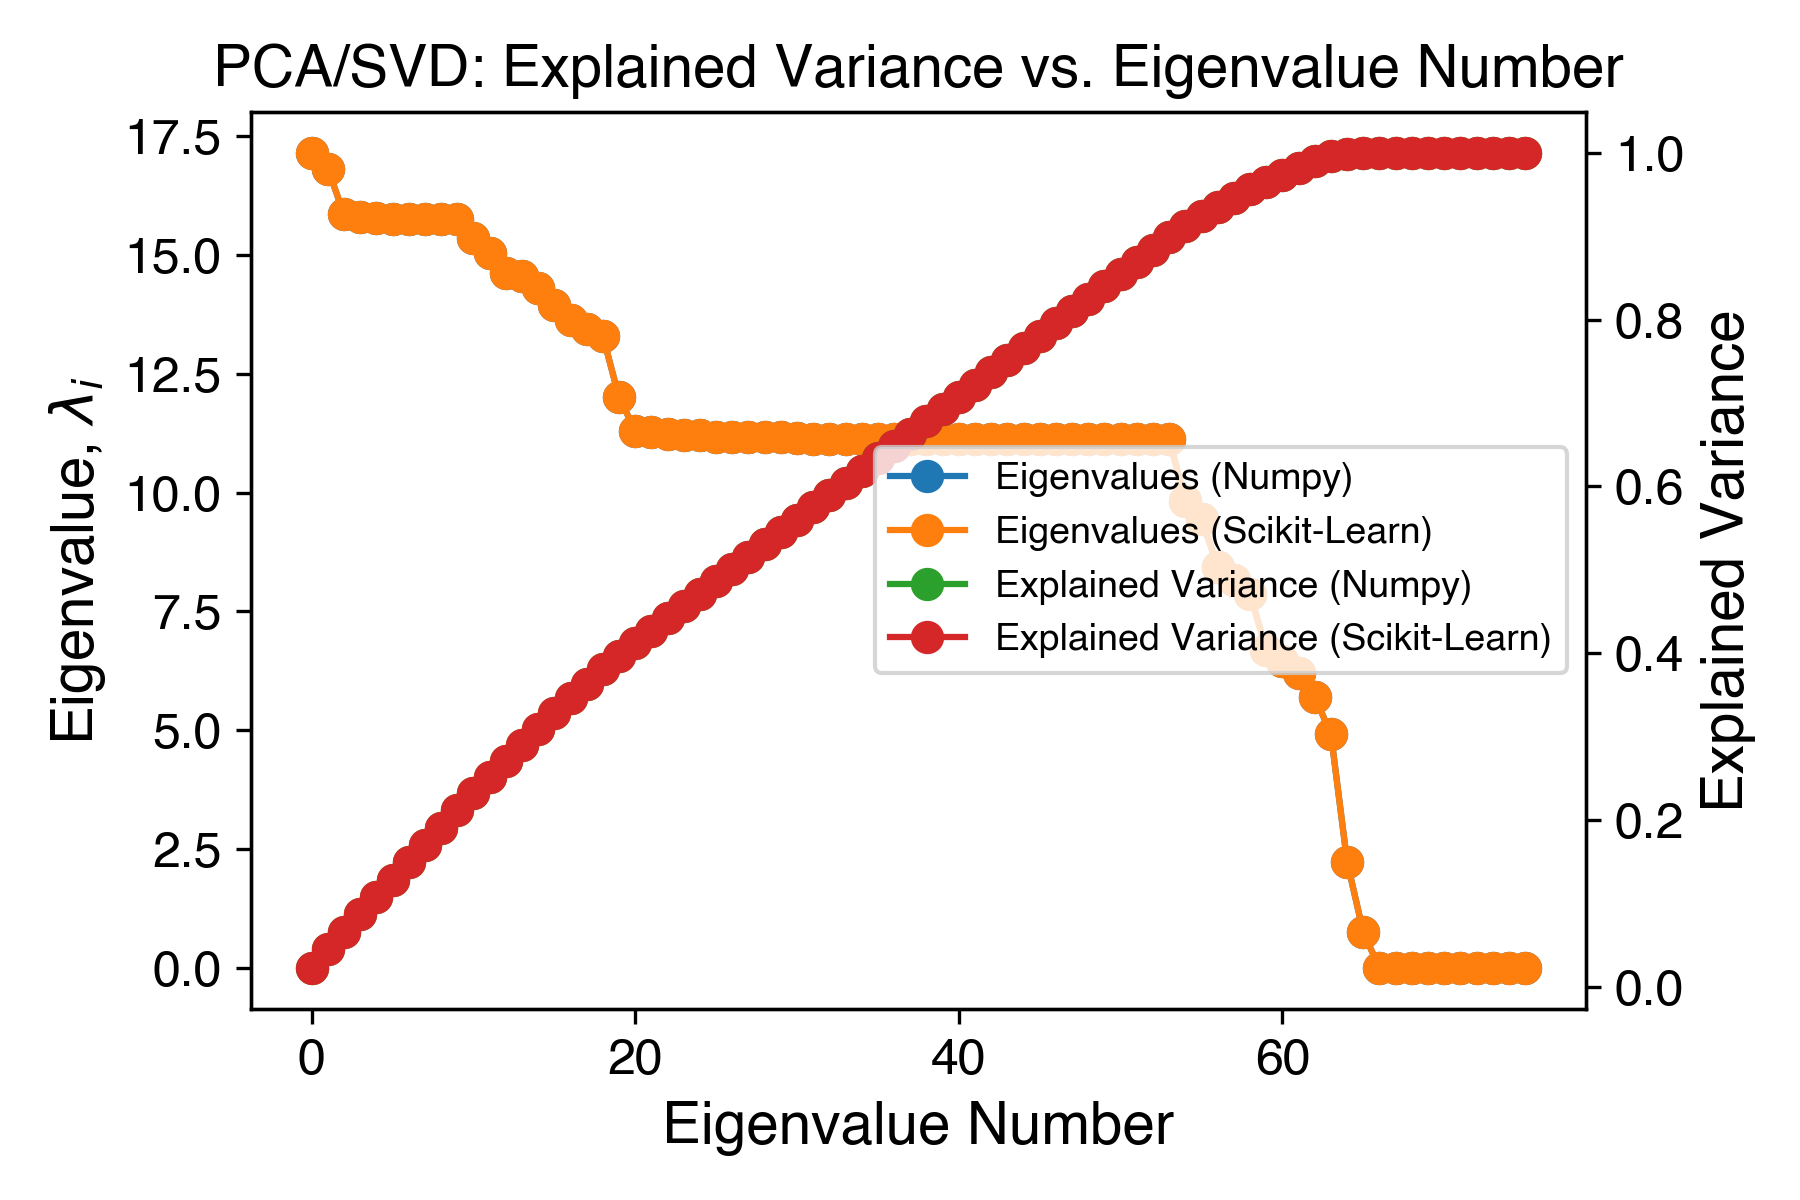 PCA/SVD: Explained Variance vs. Eigenvalue Number
17.5
15.0
12.5
10.0
7.5
5.0
2.5
0.0
Eigenvalue, λi
1.0
0.8
0.6
0.4
0.2
0.0
Explained Variance
Eigenvalues (Numpy)
Eigenvalues (Scikit-Learn)
Explained Variance (Numpy)
Explained Variance (Scikit-Learn)
0 20 40 60
Eigenvalue Number